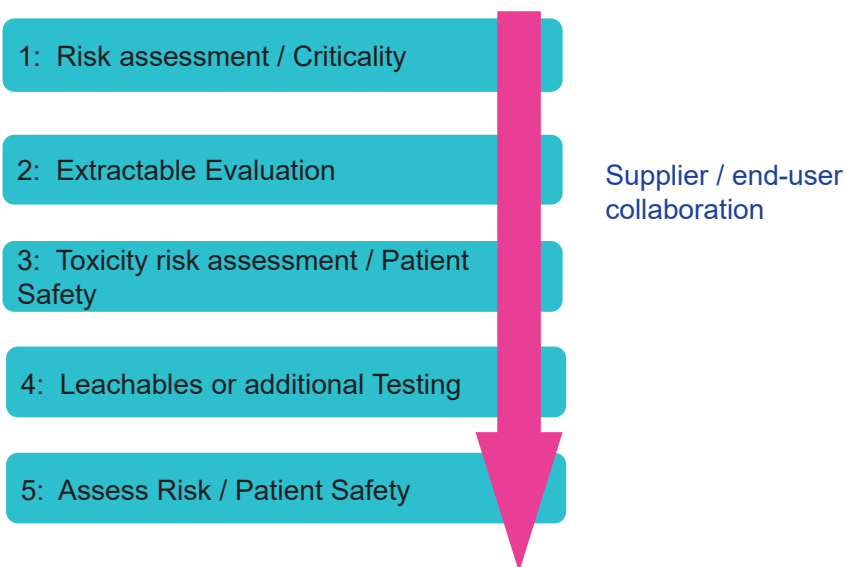 1: Risk assessment / Criticality
2: Extractable Evaluation
Supplier / end-user
collaboration
3: Toxicity risk assessment / Patient
Safety
4: Leachables or additional Testing
5: Assess Risk / Patient Safety